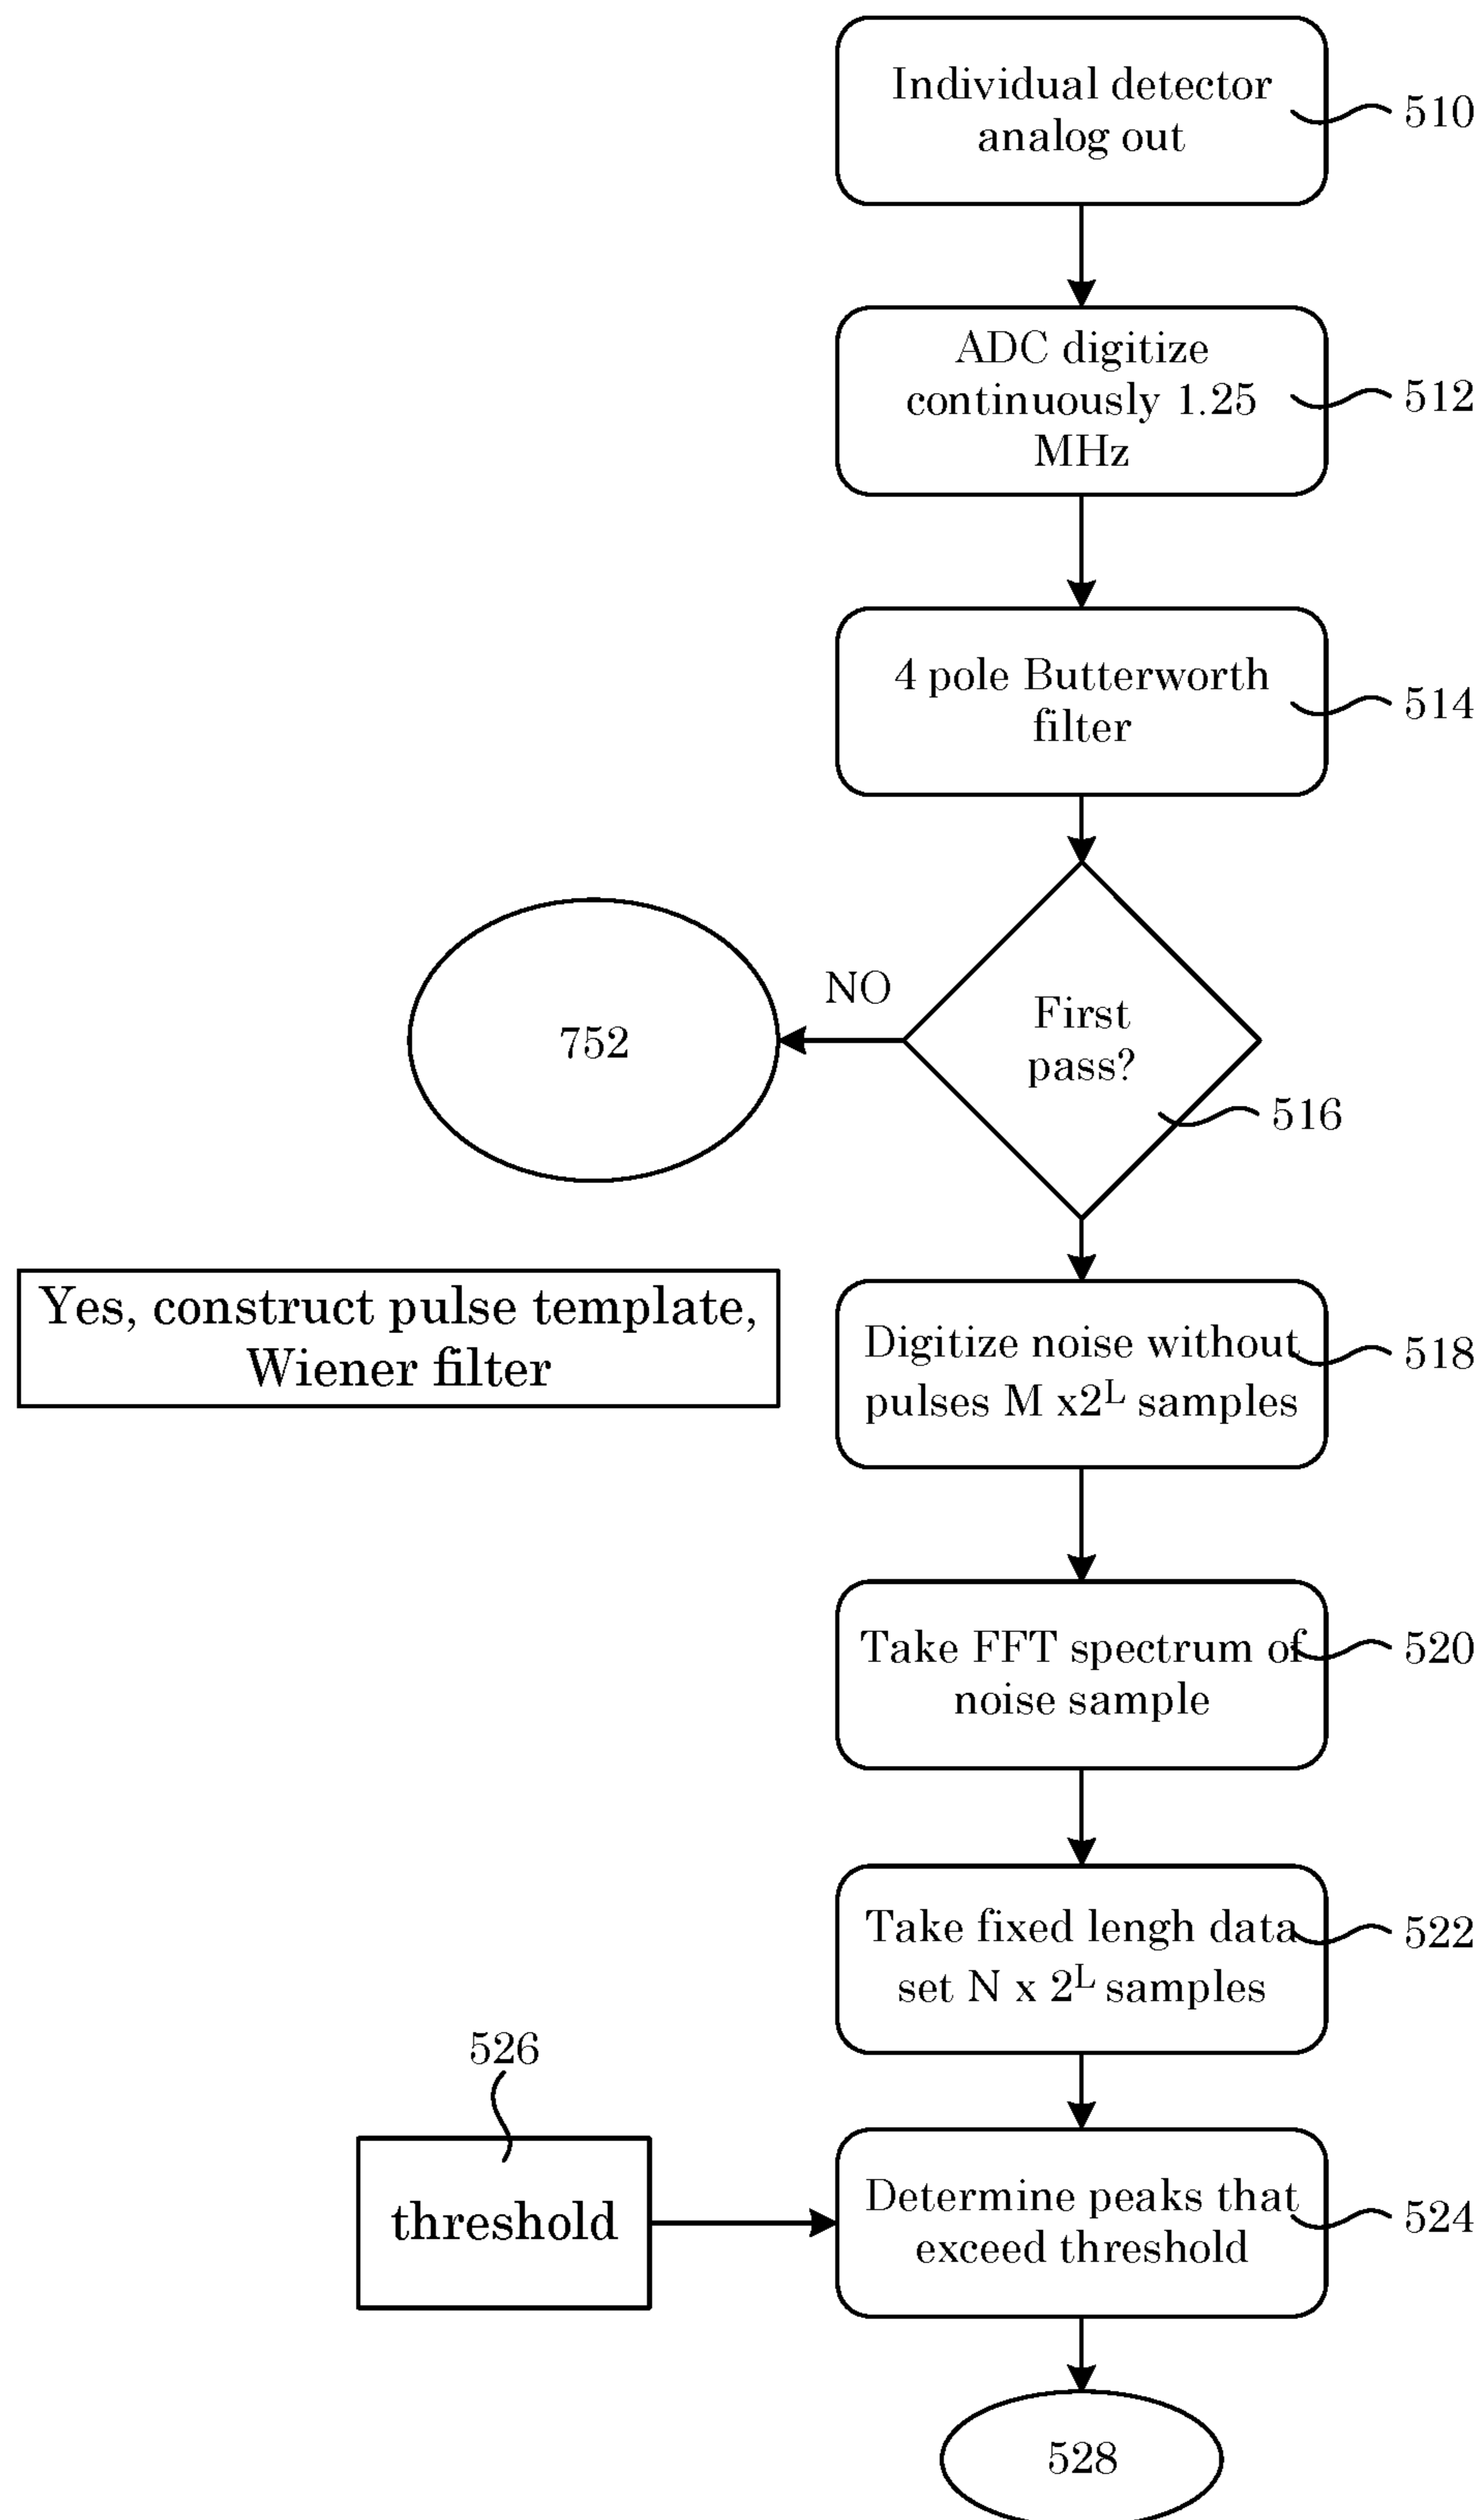 Individual detector
analog out
510
ADC digitize
continuously 1.25
MHz
512
4 pole Butterworth
filter
514
NO
752
First
pass?
516
Yes, construct pulse template,
Wiener filter
Digitize noise without
pulses M x2ᴸ samples
518
Take FFT spectrum of
noise sample
520
Take fixed lengh data
set N x 2ᴸ samples
522
526
threshold
Determine peaks that
exceed threshold
524
528